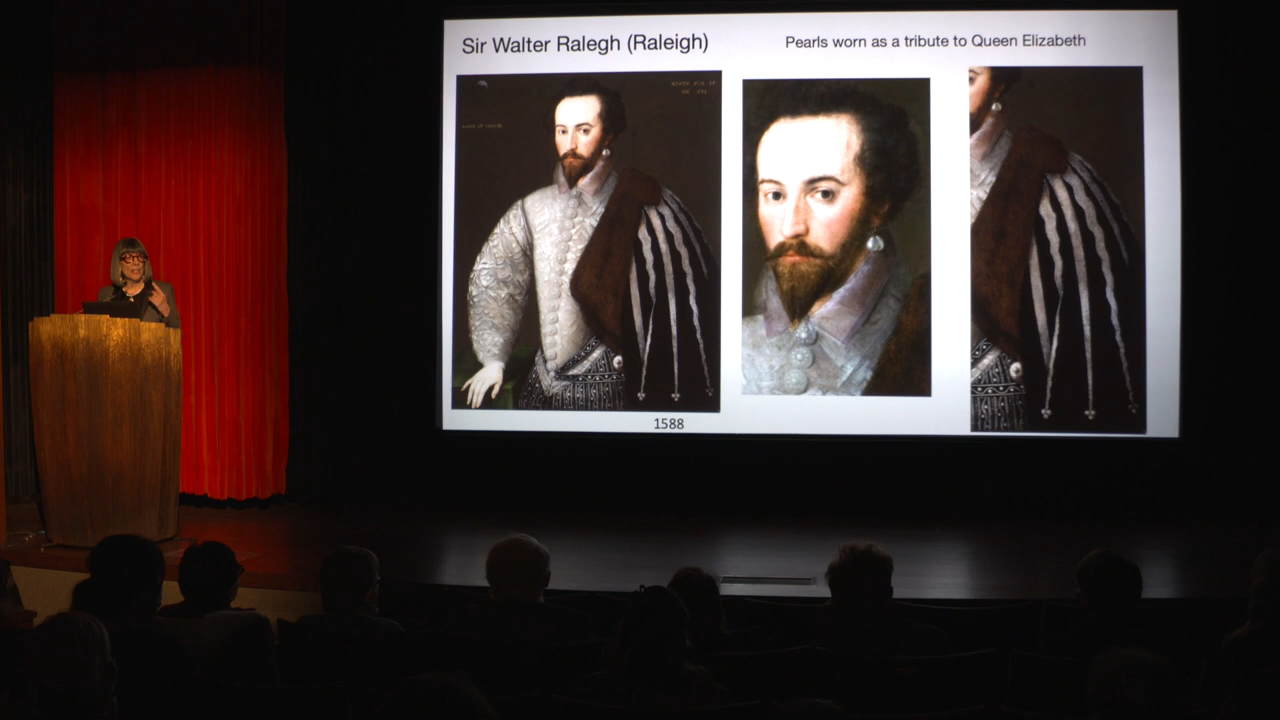 Sir Walter Ralegh (Raleigh)
Pearls worn as a tribute to Queen Elizabeth
1588